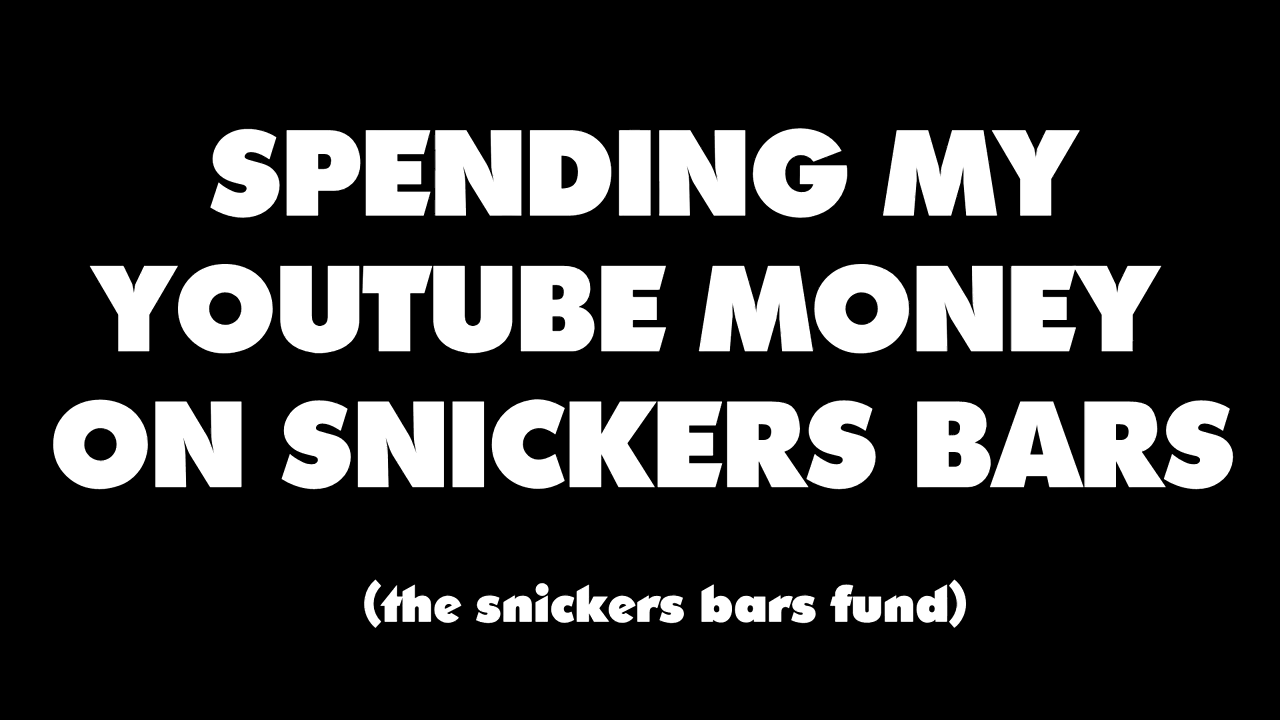 SPENDING MY
YOUTUBE MONEY
ON SNICKERS BARS
(the snickers bars fund)